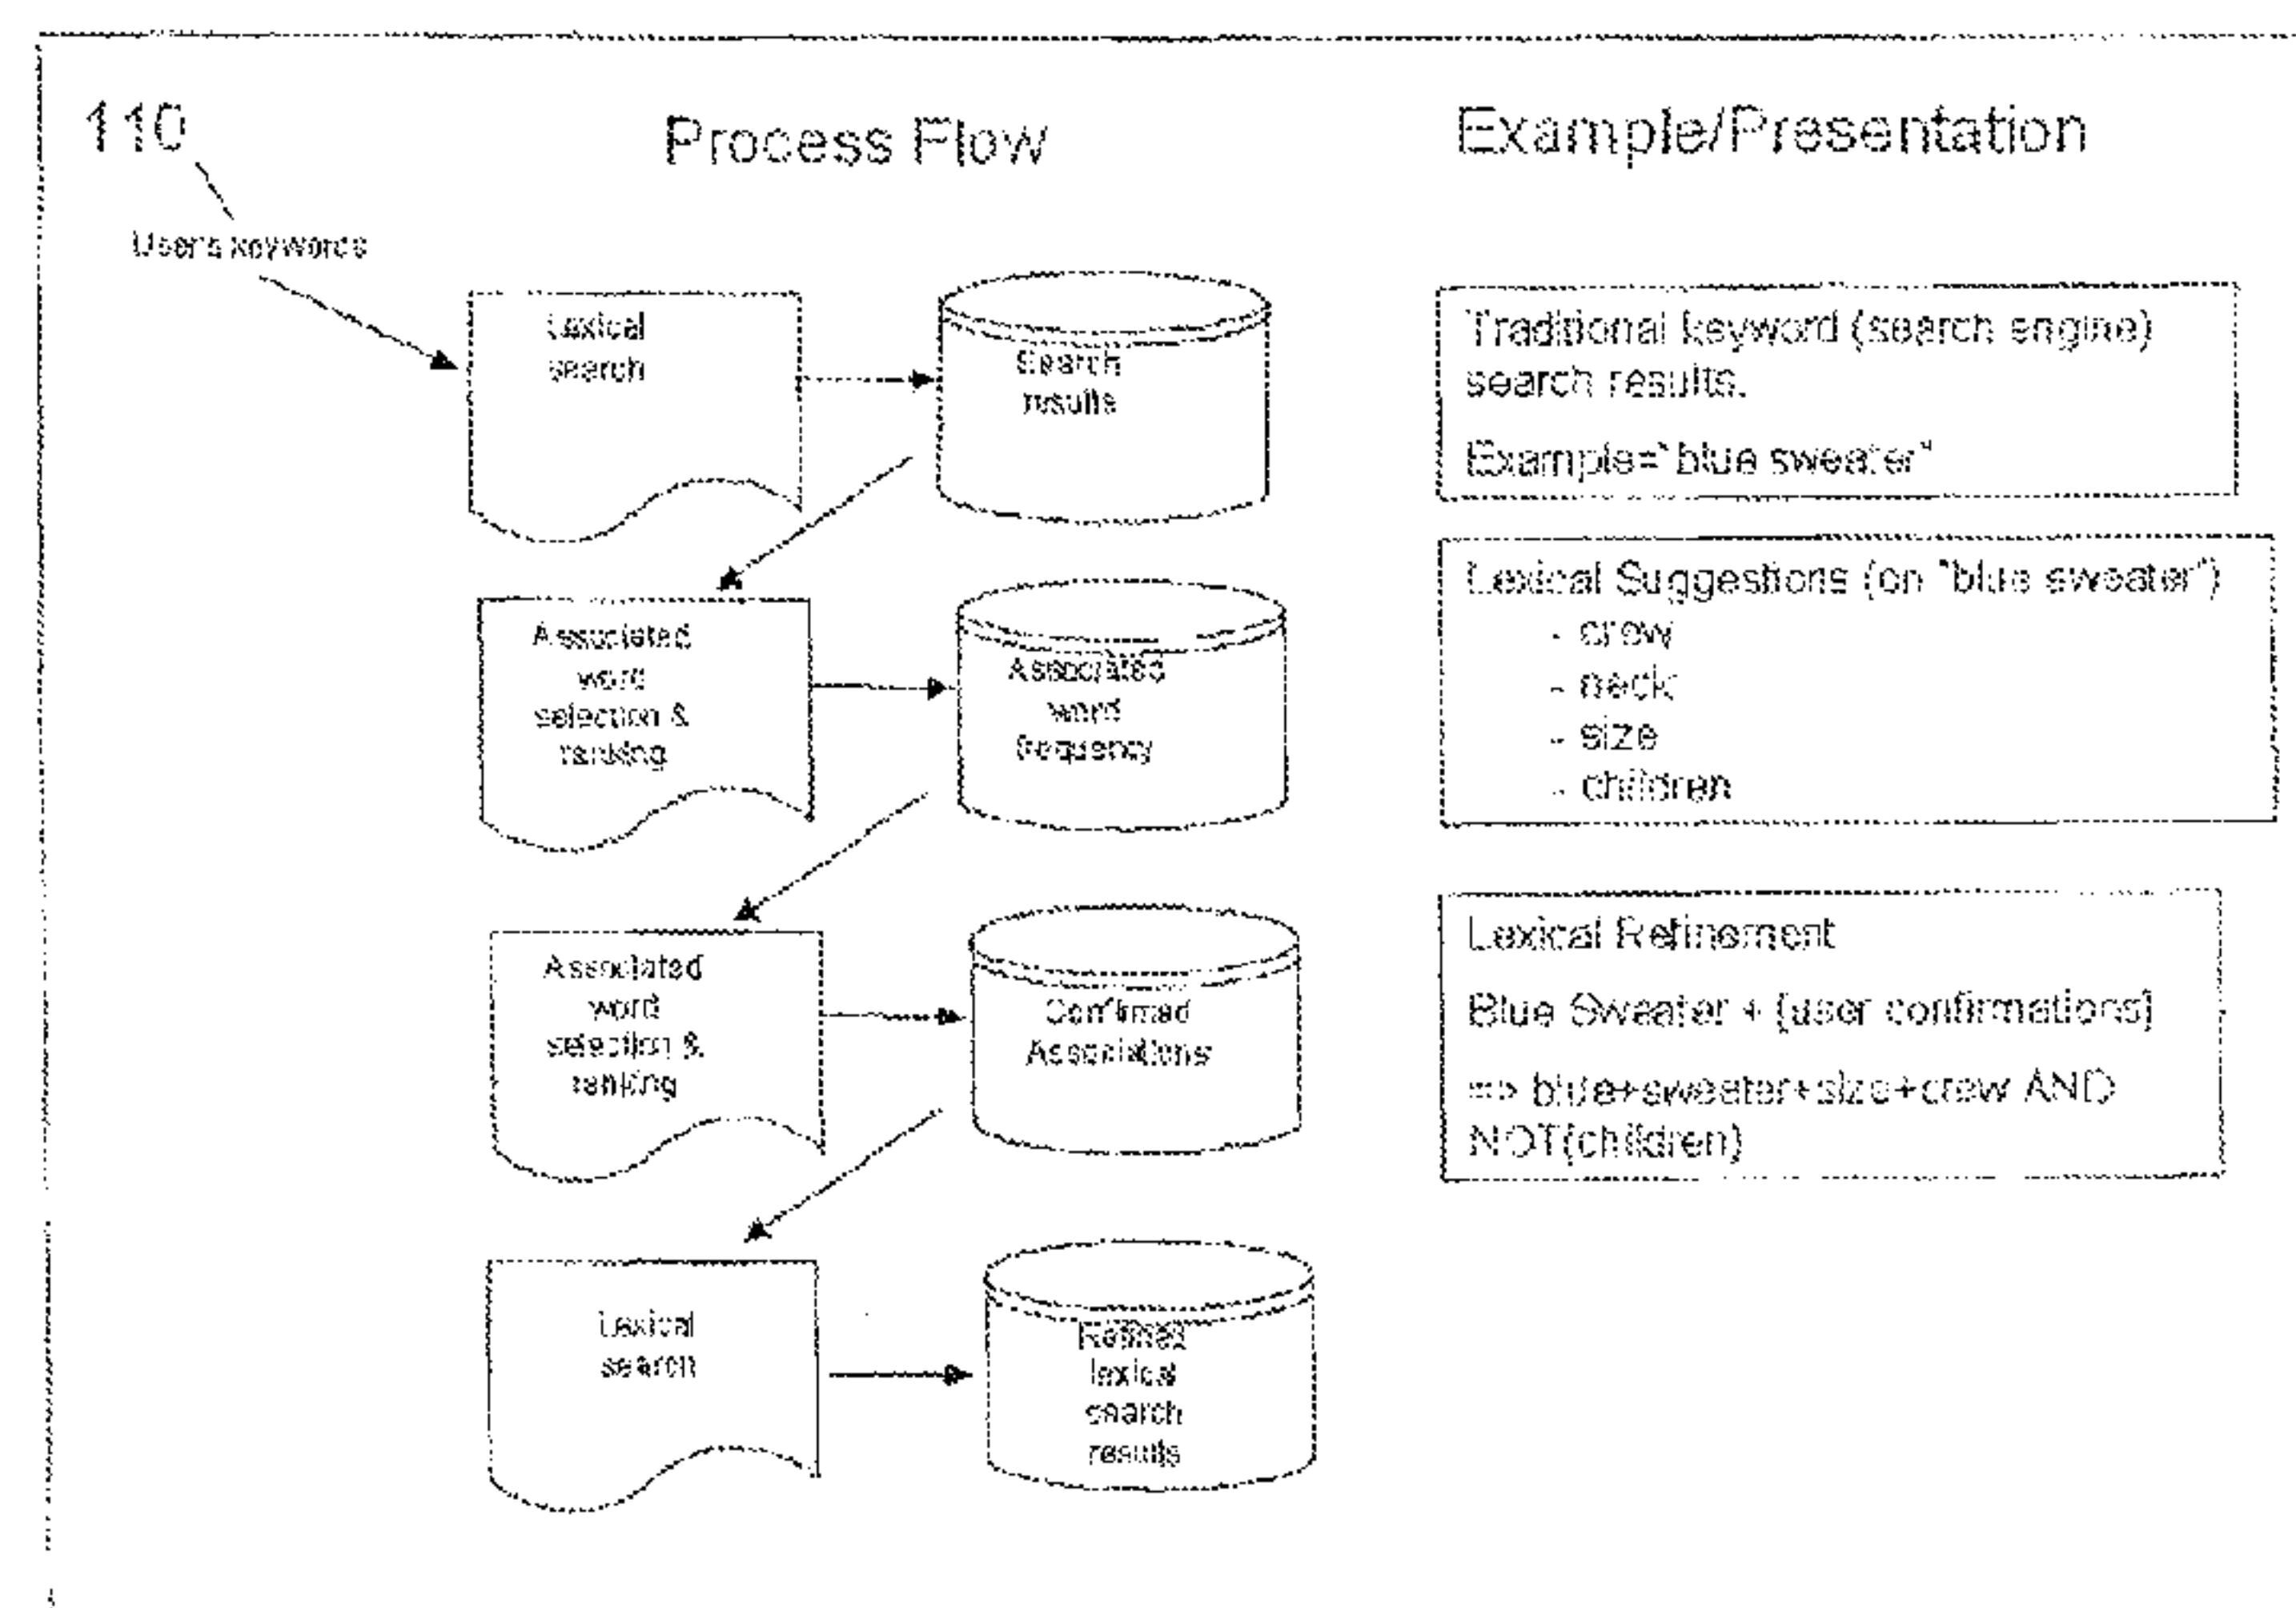 110
Process Flow
Example/Presentation
User's keywords
Lexical
search
Search
results
Traditional keyword (search engine)
search results.
Example="blue sweater"
Associated
word
selection &
ranking
Associated
word
frequency
Lexical Suggestions (on "blue sweater")
- crew
- neck
- size
- children
Associated
word
selection &
ranking
Confirmed
Associations
Lexical Refinement
Blue Sweater + [user confirmations]
=> blue+sweater+size+crew AND
NOT(children)
Lexical
search
Refined
lexical
search
results